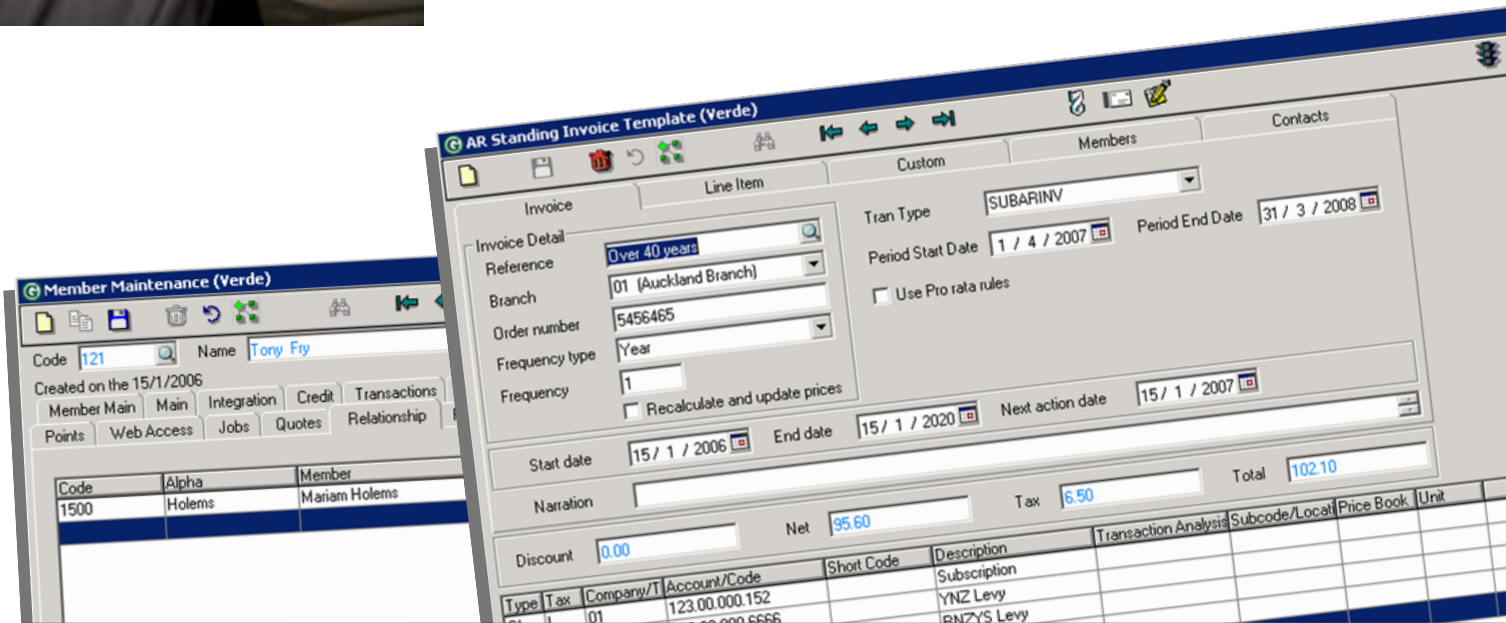 AR Standing Invoice Template (Verde)
Invoice
Line Item
Custom
Members
Contacts
Invoice Detail
Reference Over 40 years
Branch 01 (Auckland Branch)
Order number 5456465
Frequency type Year
Frequency 1
Recalculate and update prices
Tran Type SUBARINV
Period Start Date 1 / 4 / 2007 Period End Date 31 / 3 / 2008
Use Pro rata rules
Start date 15 / 1 / 2006 End date 15 / 1 / 2020 Next action date 15 / 1 / 2007
Narration
Discount 0.00 Net 95.60 Tax 6.50 Total 102.10
Type Tax Company/T Account/Code Short Code Description Transaction Analysis Subcode/Locati Price Book Unit
01 123.00.000.152 Subscription
YNZ Levy
RNZYS Levy
Member Maintenance (Verde)
Code 121 Name Tony Fry
Created on the 15/1/2006
Member Main Main Integration Credit Transactions
Points Web Access Jobs Quotes Relationship
Code Alpha Member
1500 Holems Mariam Holems